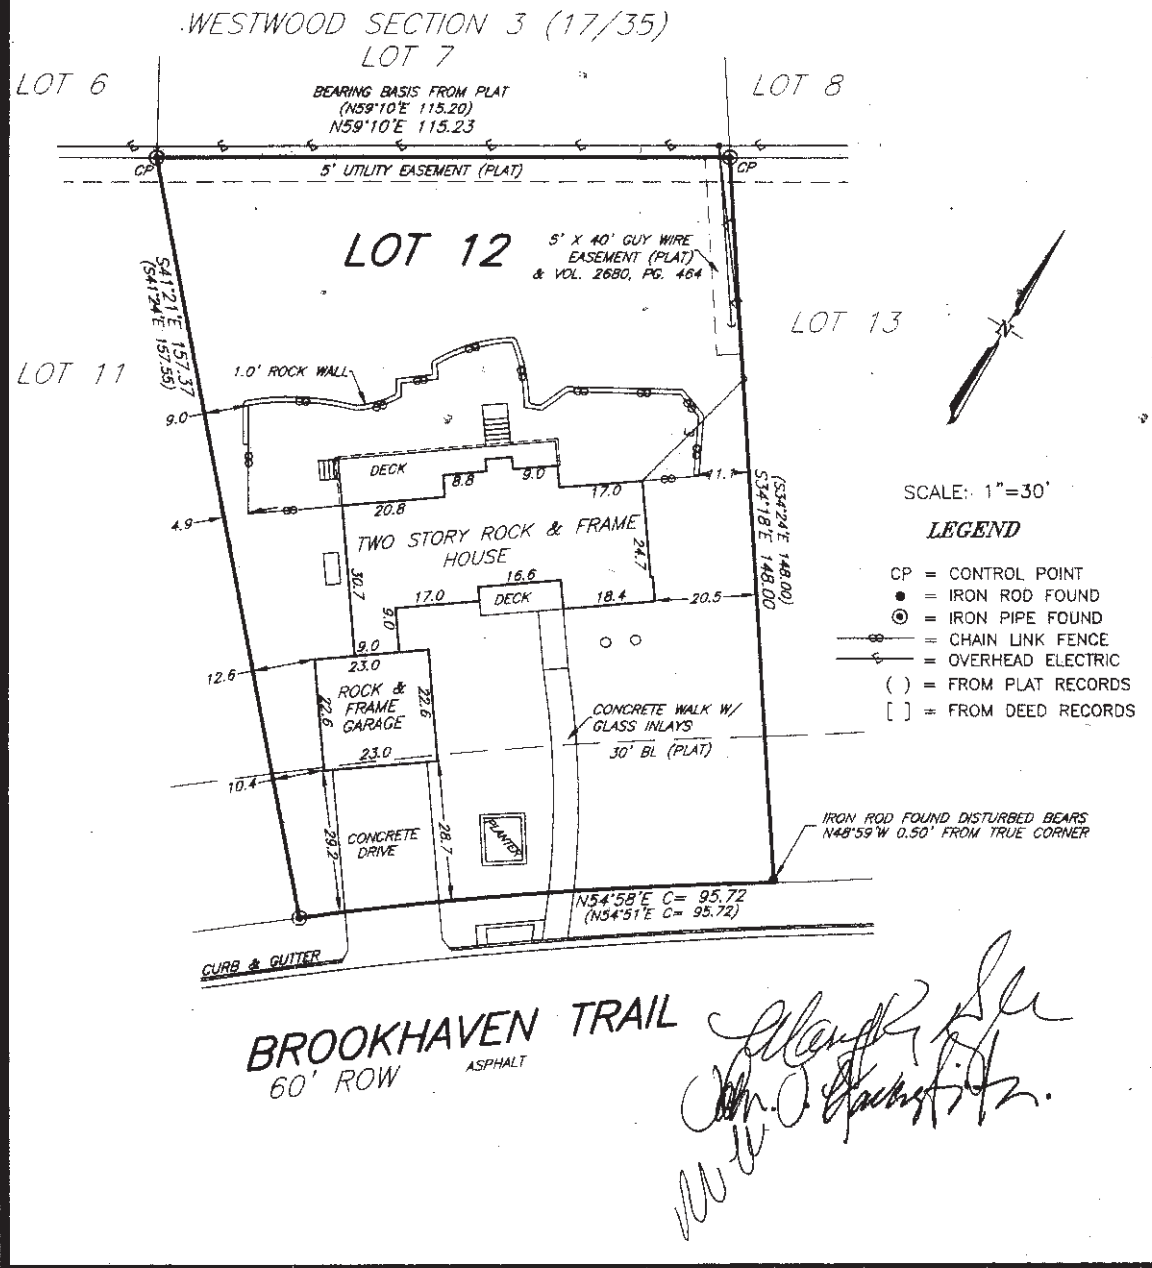 WESTWOOD SECTION 3 (17/35)
LOT 7
LOT 6
LOT 8
BEARING BASIS FROM PLAT
(N59°10'E 115.20)
N59°10'E 115.23
E E E E E E E E
CP
CP
5' UTILITY EASEMENT (PLAT)
LOT 12
5' X 40' GUY WIRE
EASEMENT (PLAT)
& VOL. 2680, PG. 464
S41°21'E 157.37
(S41°24'E 157.55)
LOT 13
N
LOT 11
1.0' ROCK WALL
9.0
DECK
8.8
9.0
17.0
11.1
20.8
4.9
TWO STORY ROCK & FRAME
HOUSE
(S34°24'E 148.00)
S34°18'E 148.00
24.7
30.7
16.6
DECK
17.0
18.4
20.5
9.0
9.0
23.0
12.6
ROCK &
FRAME
GARAGE
22.6
22.6
23.0
CONCRETE WALK W/
GLASS INLAYS
30' BL (PLAT)
10.4
CONCRETE
DRIVE
29.2
28.7
PLANTER
IRON ROD FOUND DISTURBED BEARS
N48°59'W 0.50' FROM TRUE CORNER
N54°58'E C= 95.72
(N54°51'E C= 95.72)
CURB & GUTTER
BROOKHAVEN TRAIL
60' ROW
ASPHALT
SCALE: 1"=30'
LEGEND
CP = CONTROL POINT
= IRON ROD FOUND
= IRON PIPE FOUND
= CHAIN LINK FENCE
E = OVERHEAD ELECTRIC
( ) = FROM PLAT RECORDS
[ ] = FROM DEED RECORDS